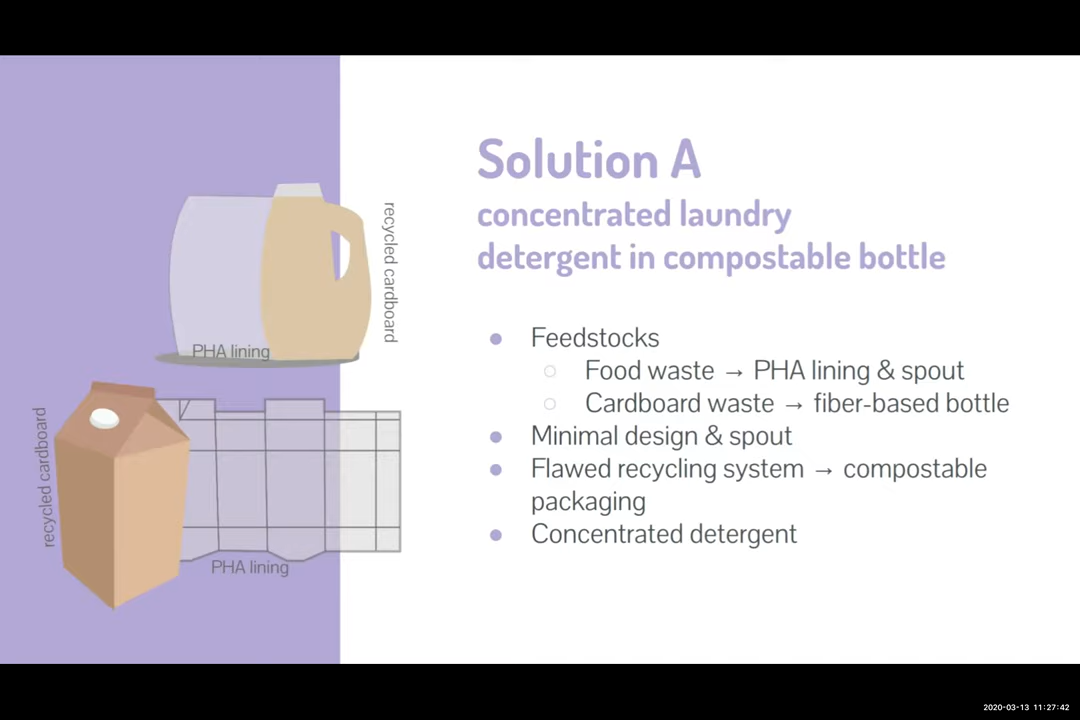 Solution A
concentrated laundry
detergent in compostable bottle
recycled cardboard
PHA lining
recycled cardboard
PHA lining
Feedstocks
Food waste → PHA lining & spout
Cardboard waste → fiber-based bottle
Minimal design & spout
Flawed recycling system → compostable
packaging
Concentrated detergent
2020-03-13 11:27:42